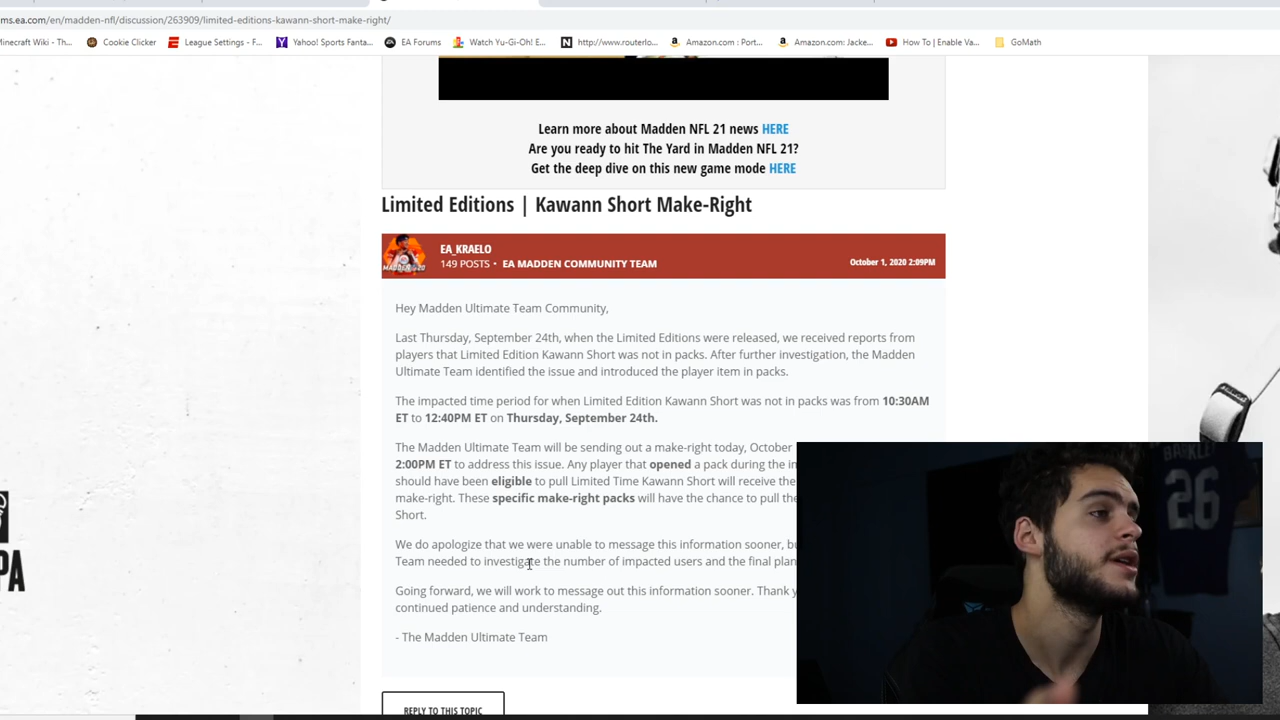 ms.ea.com/en/madden-nfl/discussion/263909/limited-editions-kawann-short-make-right/
Minecraft Wiki - Th... Cookie Clicker League Settings - F... Yahoo! Sports Fanta... EA Forums Watch Yu-Gi-Oh! E... http://www.routerlo... Amazon.com : Port... Amazon.com: Jacke... How To | Enable Va... GoMath
Learn more about Madden NFL 21 news HERE
Are you ready to hit The Yard in Madden NFL 21?
Get the deep dive on this new game mode HERE
Limited Editions | Kawann Short Make-Right
EA_KRAELO
149 POSTS • EA MADDEN COMMUNITY TEAM October 1, 2020 2:09PM
MADDEN 20
Hey Madden Ultimate Team Community,
Last Thursday, September 24th, when the Limited Editions were released, we received reports from
players that Limited Edition Kawann Short was not in packs. After further investigation, the Madden
Ultimate Team identified the issue and introduced the player item in packs.
The impacted time period for when Limited Edition Kawann Short was not in packs was from 10:30AM
ET to 12:40PM ET on Thursday, September 24th.
The Madden Ultimate Team will be sending out a make-right today, October
2:00PM ET to address this issue. Any player that opened a pack during the in
should have been eligible to pull Limited Time Kawann Short will receive the
make-right. These specific make-right packs will have the chance to pull the
Short.
We do apologize that we were unable to message this information sooner, bu
Team needed to investigate the number of impacted users and the final plan
Going forward, we will work to message out this information sooner. Thank y
continued patience and understanding.
- The Madden Ultimate Team
REPLY TO THIS TOPIC
BARKLEY
26
PA